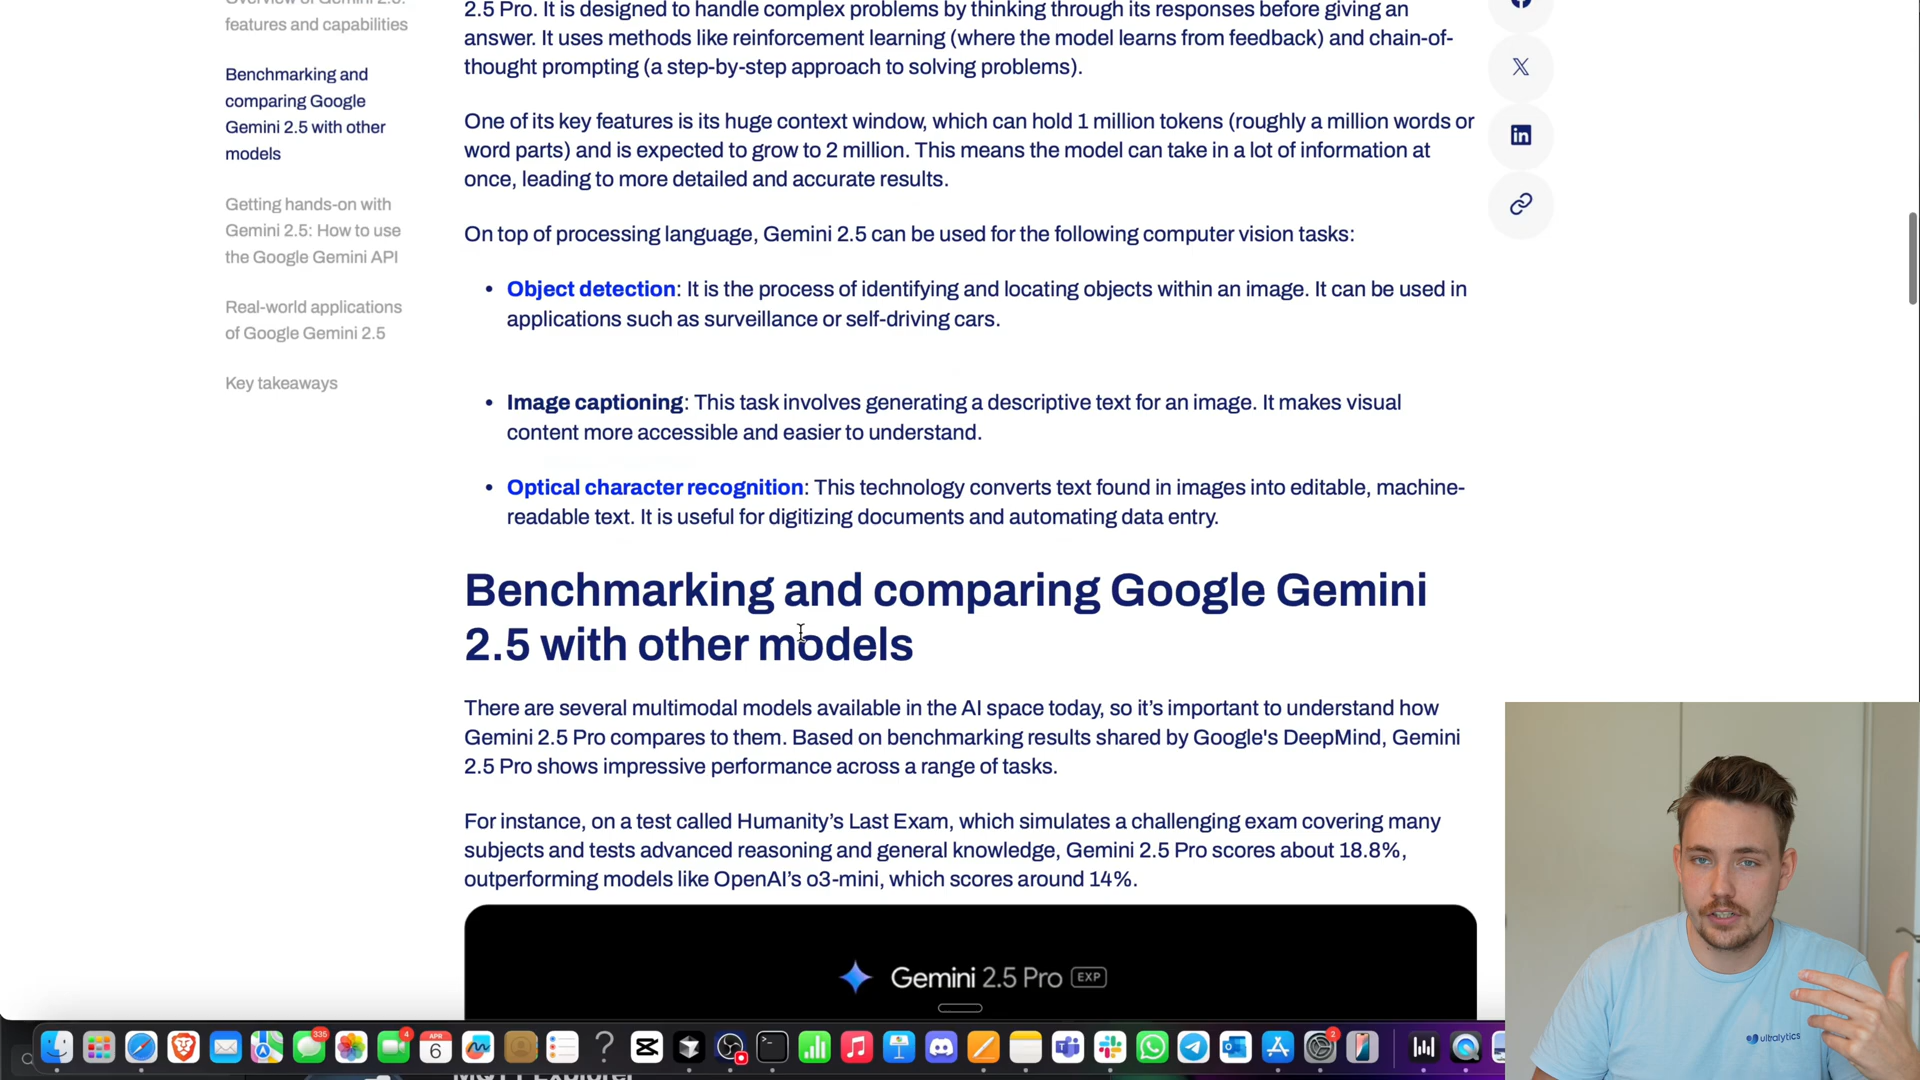 Overview of Gemini 2.5:
features and capabilities
Benchmarking and
comparing Google
Gemini 2.5 with other
models
Getting hands-on with
Gemini 2.5: How to use
the Google Gemini API
Real-world applications
of Google Gemini 2.5
Key takeaways
2.5 Pro. It is designed to handle complex problems by thinking through its responses before giving an
answer. It uses methods like reinforcement learning (where the model learns from feedback) and chain-of-
thought prompting (a step-by-step approach to solving problems).
One of its key features is its huge context window, which can hold 1 million tokens (roughly a million words or
word parts) and is expected to grow to 2 million. This means the model can take in a lot of information at
once, leading to more detailed and accurate results.
On top of processing language, Gemini 2.5 can be used for the following computer vision tasks:
• Object detection: It is the process of identifying and locating objects within an image. It can be used in
applications such as surveillance or self-driving cars.
• Image captioning: This task involves generating a descriptive text for an image. It makes visual
content more accessible and easier to understand.
• Optical character recognition: This technology converts text found in images into editable, machine-
readable text. It is useful for digitizing documents and automating data entry.
Benchmarking and comparing Google Gemini
2.5 with other models
There are several multimodal models available in the AI space today, so it’s important to understand how
Gemini 2.5 Pro compares to them. Based on benchmarking results shared by Google's DeepMind, Gemini
2.5 Pro shows impressive performance across a range of tasks.
For instance, on a test called Humanity’s Last Exam, which simulates a challenging exam covering many
subjects and tests advanced reasoning and general knowledge, Gemini 2.5 Pro scores about 18.8%,
outperforming models like OpenAI’s o3-mini, which scores around 14%.
Gemini 2.5 Pro EXP
ultralytics
335
4
APR
6
2
MQTT Explorer